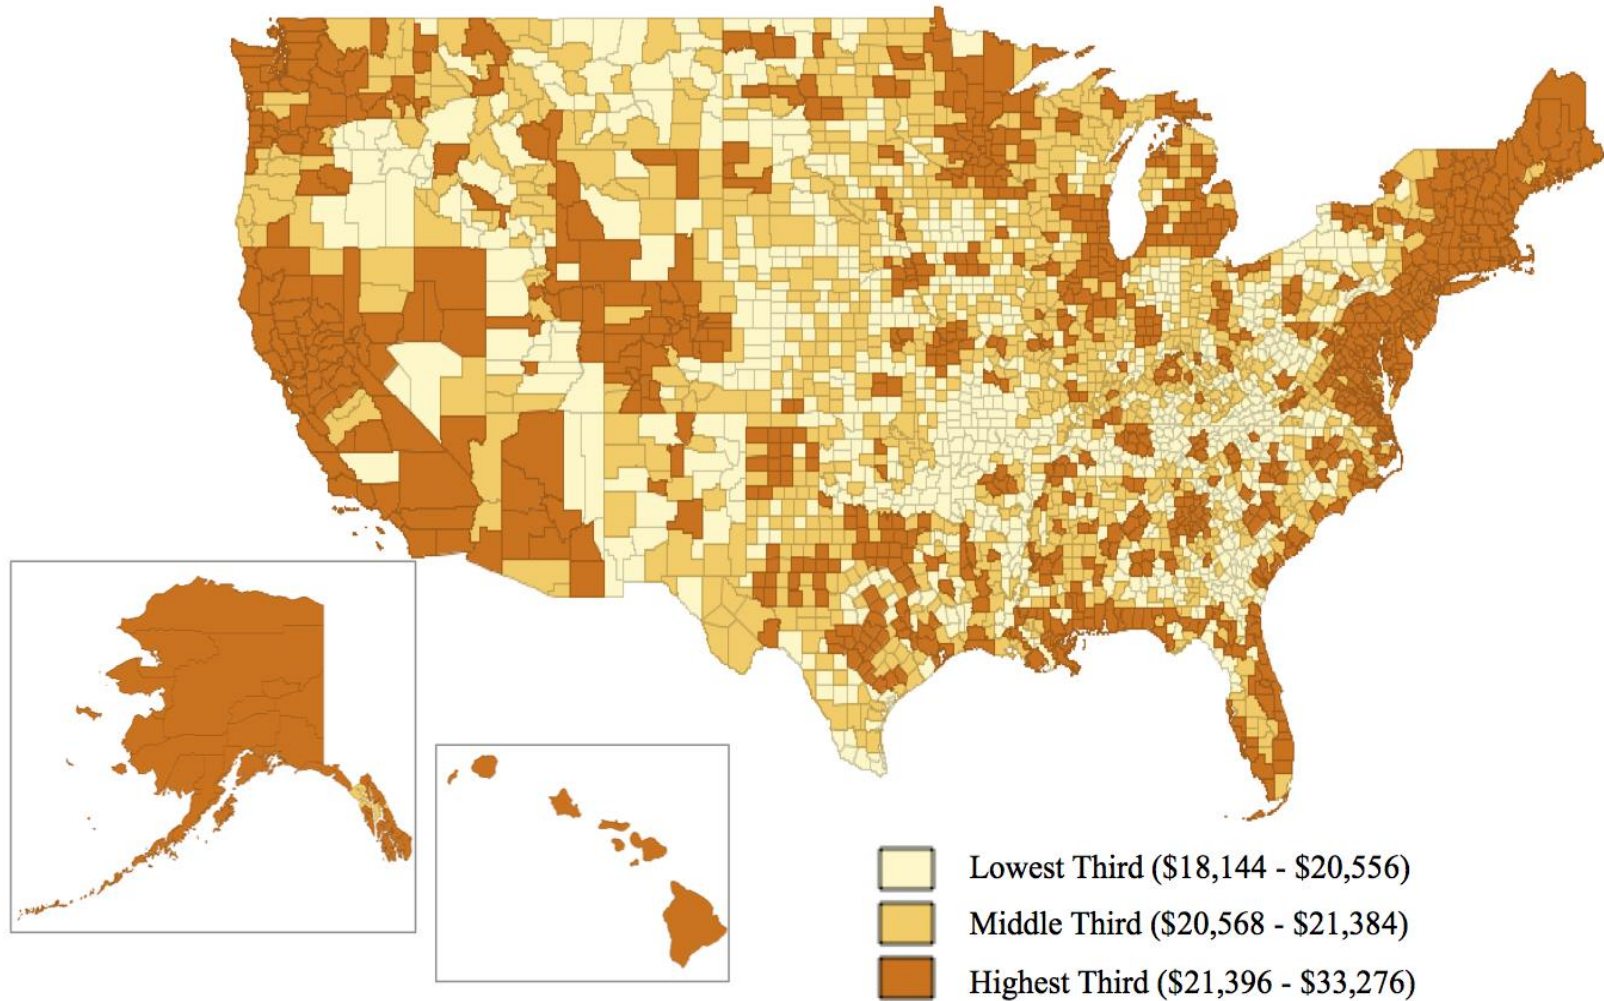 Lowest Third ($18,144 - $20,556)
Middle Third ($20,568 - $21,384)
Highest Third ($21,396 - $33,276)